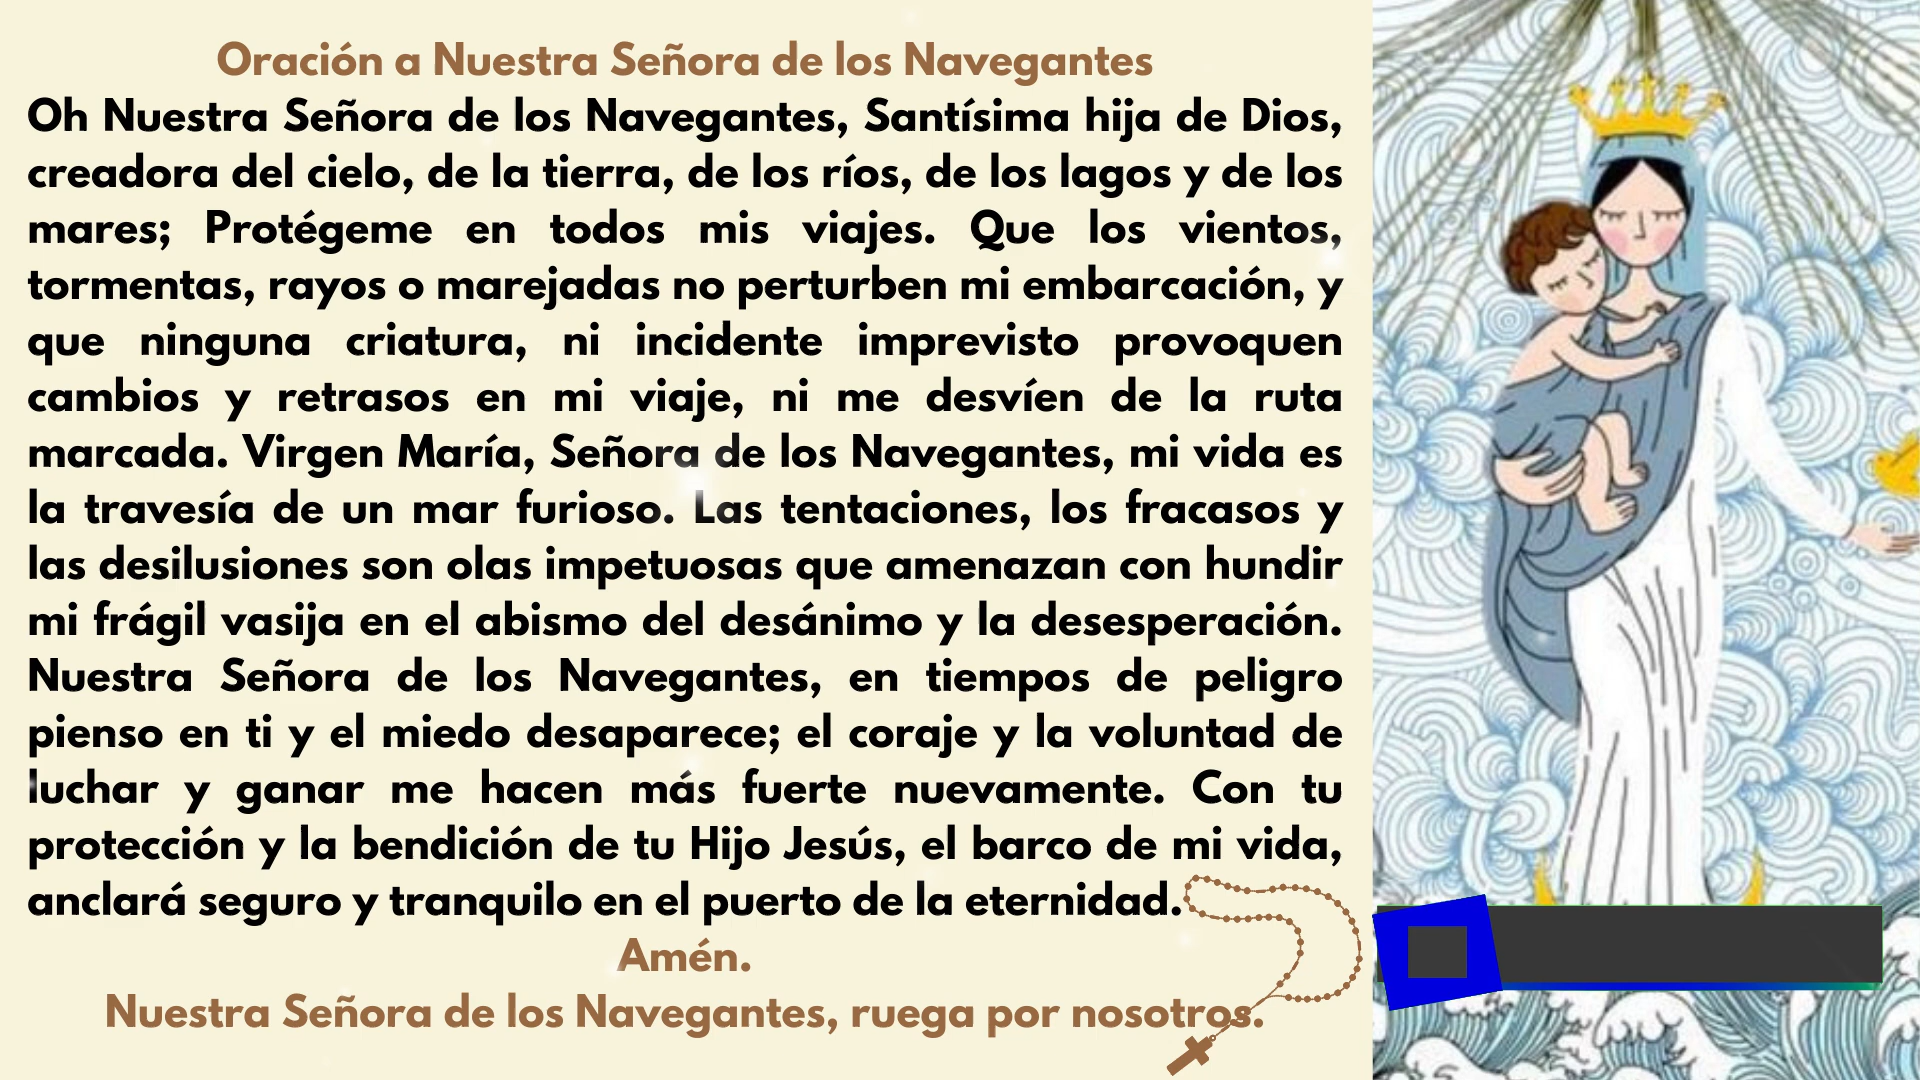 Oración a Nuestra Señora de los Navegantes
Oh Nuestra Señora de los Navegantes, Santísima hija de Dios,
creadora del cielo, de la tierra, de los ríos, de los lagos y de los
mares; Protégeme en todos mis viajes. Que los vientos,
tormentas, rayos o marejadas no perturben mi embarcación, y
que ninguna criatura, ni incidente imprevisto provoquen
cambios y retrasos en mi viaje, ni me desvíen de la ruta
marcada. Virgen María, Señora de los Navegantes, mi vida es
la travesía de un mar furioso. Las tentaciones, los fracasos y
las desilusiones son olas impetuosas que amenazan con hundir
mi frágil vasija en el abismo del desánimo y la desesperación.
Nuestra Señora de los Navegantes, en tiempos de peligro
pienso en ti y el miedo desaparece; el coraje y la voluntad de
luchar y ganar me hacen más fuerte nuevamente. Con tu
protección y la bendición de tu Hijo Jesús, el barco de mi vida,
anclará seguro y tranquilo en el puerto de la eternidad.
Amén.
Nuestra Señora de los Navegantes, ruega por nosotros.